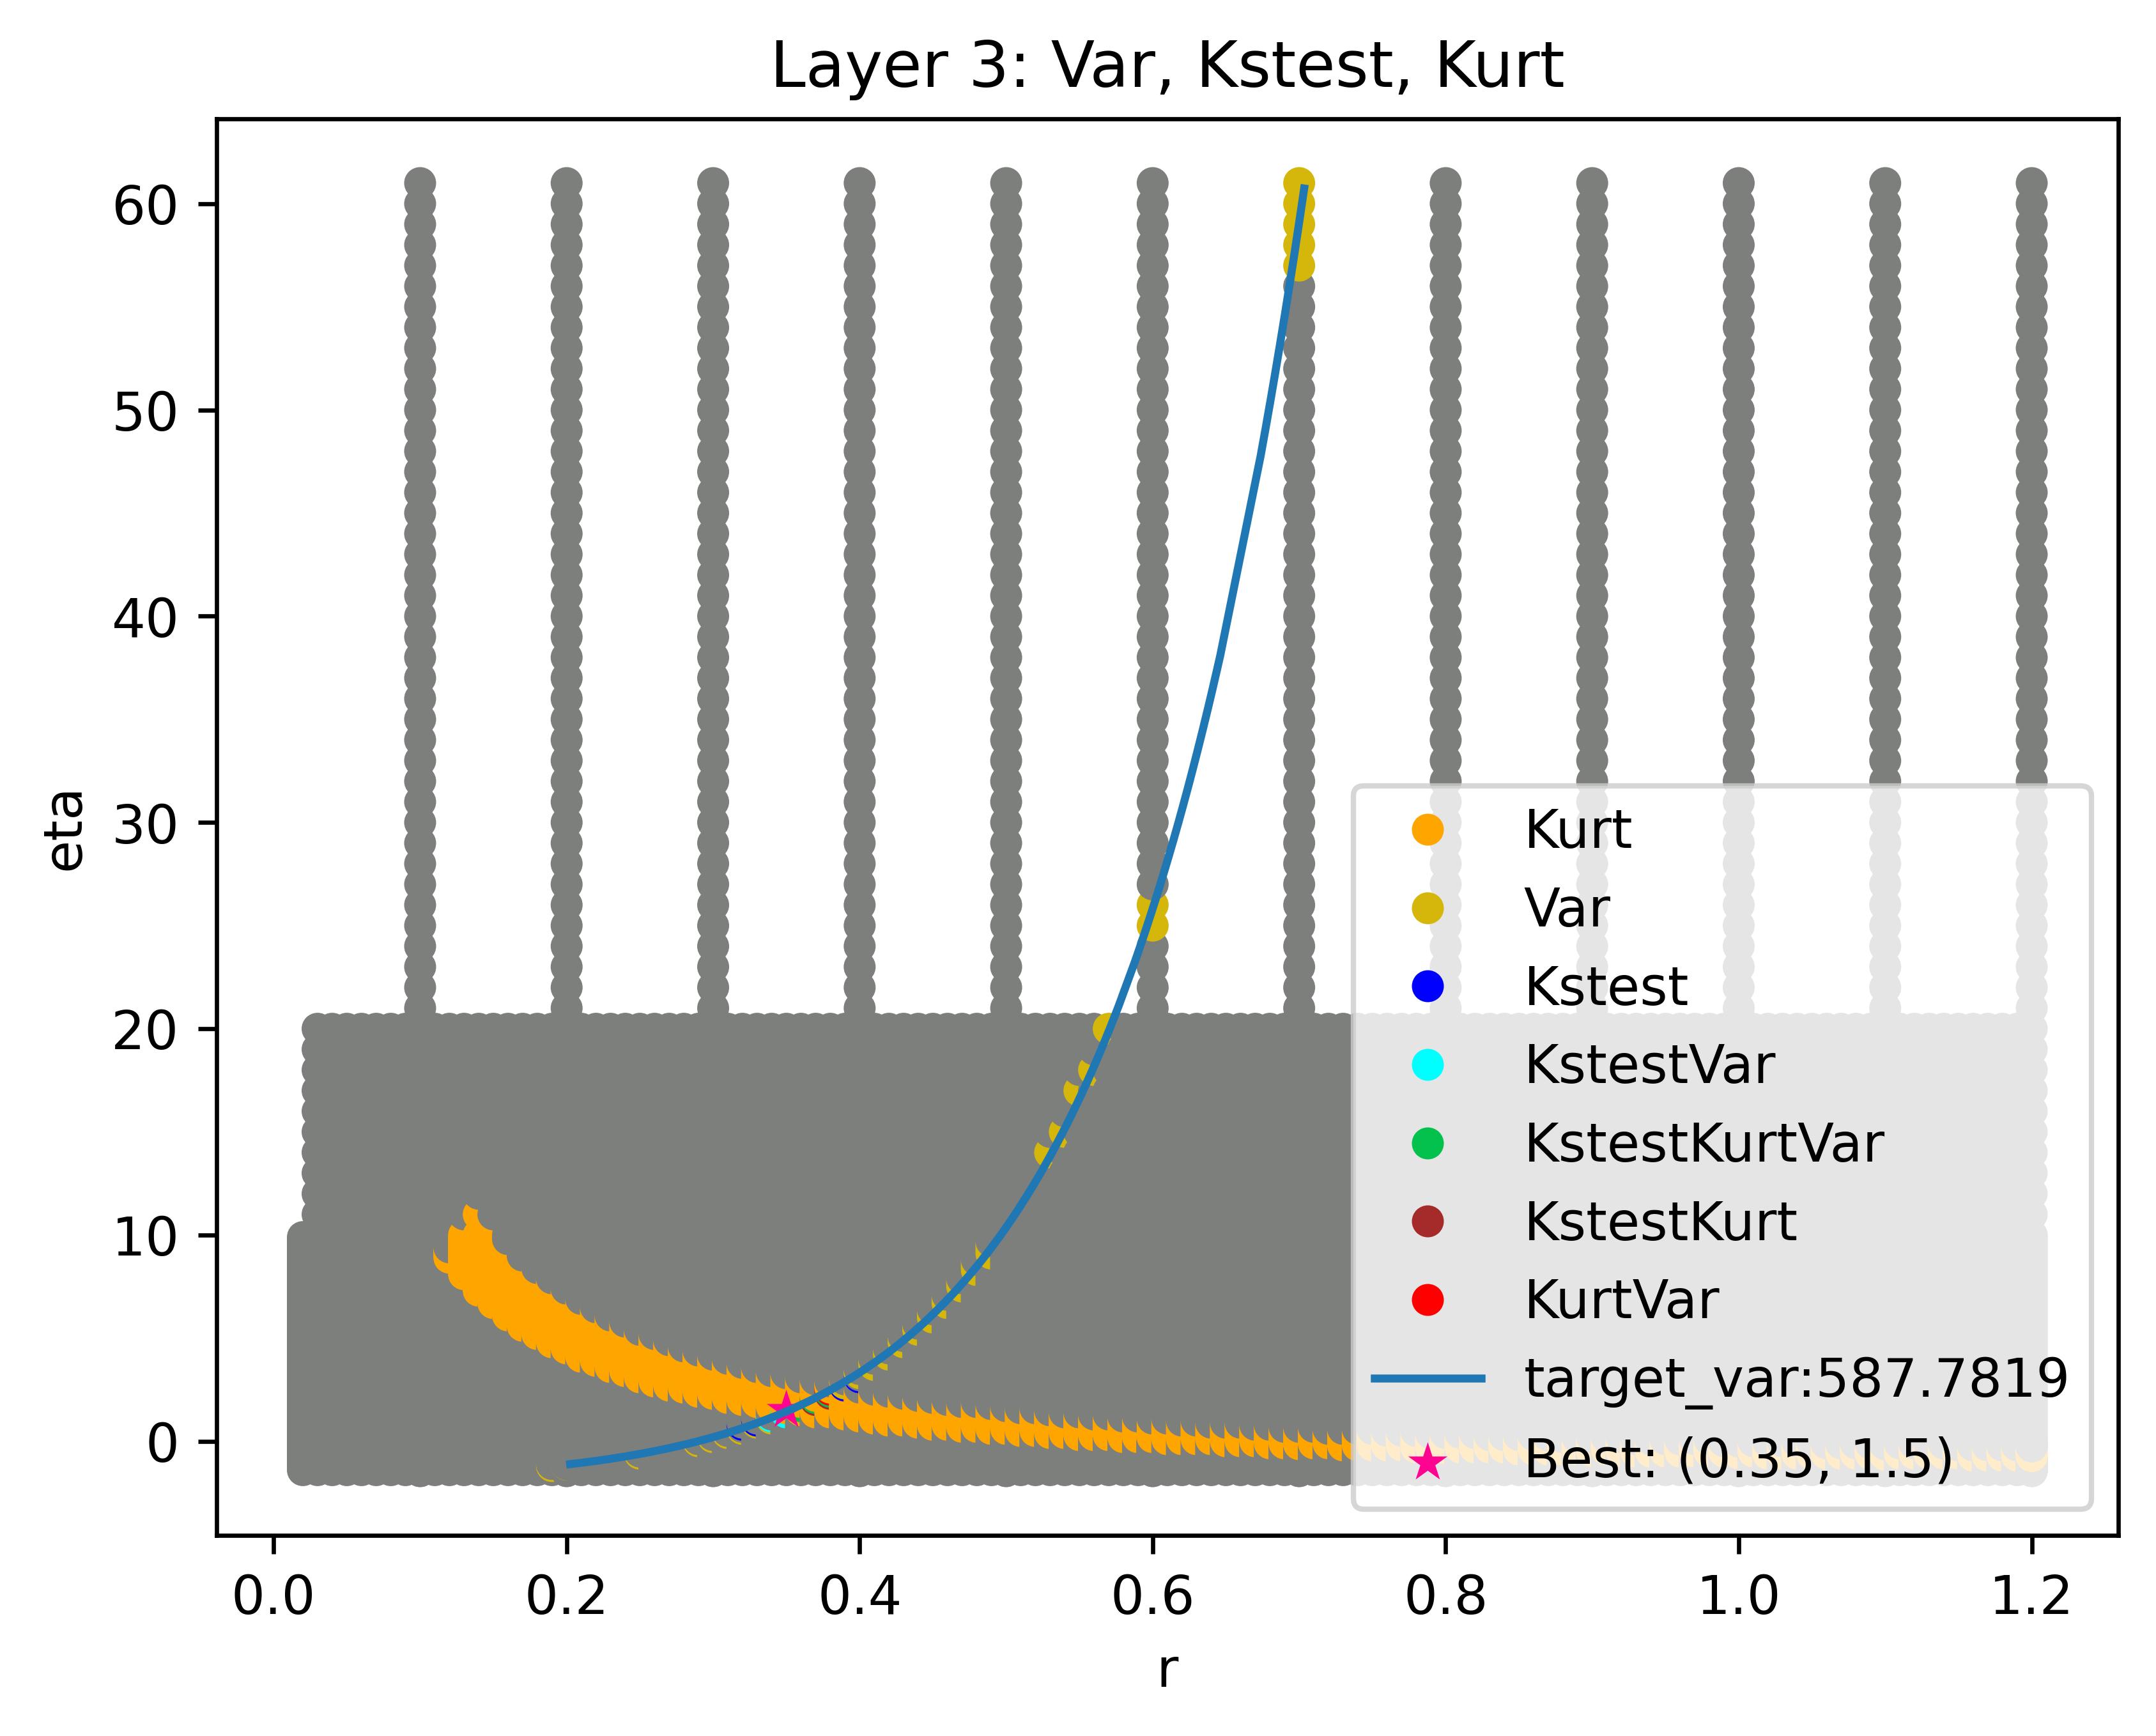 Layer 3: Var, Kstest, Kurt
60
50
40
30
20
10
0
eta
Kurt
Var
Kstest
KstestVar
KstestKurtVar
KstestKurt
KurtVar
target_var:587.7819
Best: (0.35, 1.5)
0.0 0.2 0.4 0.6 0.8 1.0 1.2
r